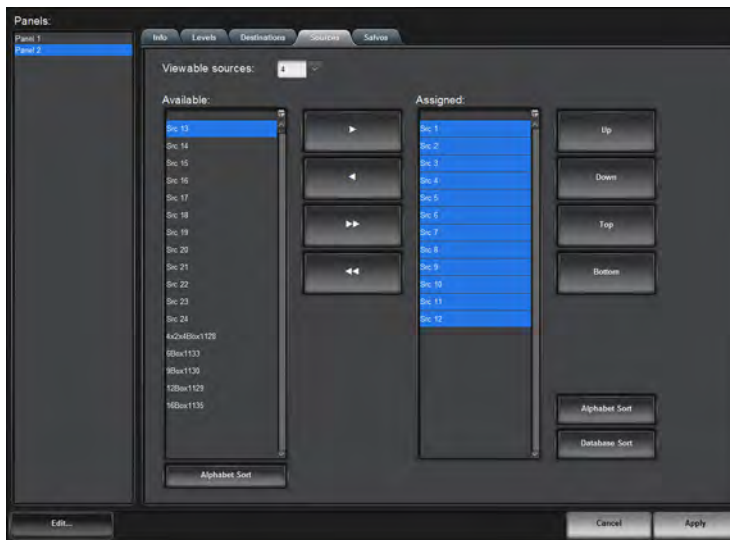 Panels:
Panel 1
Panel 2
Info Levels Destinations Sources Salvos
Viewable sources: 4
Available:
Src 13
Src 14
Src 15
Src 16
Src 17
Src 18
Src 19
Src 20
Src 21
Src 22
Src 23
Src 24
4x2x4Box1128
6Box1133
9Box1130
12Box1129
16Box1135
Alphabet Sort
Assigned:
Src 1
Src 2
Src 3
Src 4
Src 5
Src 6
Src 7
Src 8
Src 9
Src 10
Src 11
Src 12
Up
Down
Top
Bottom
Alphabet Sort
Database Sort
Edit...
Cancel
Apply